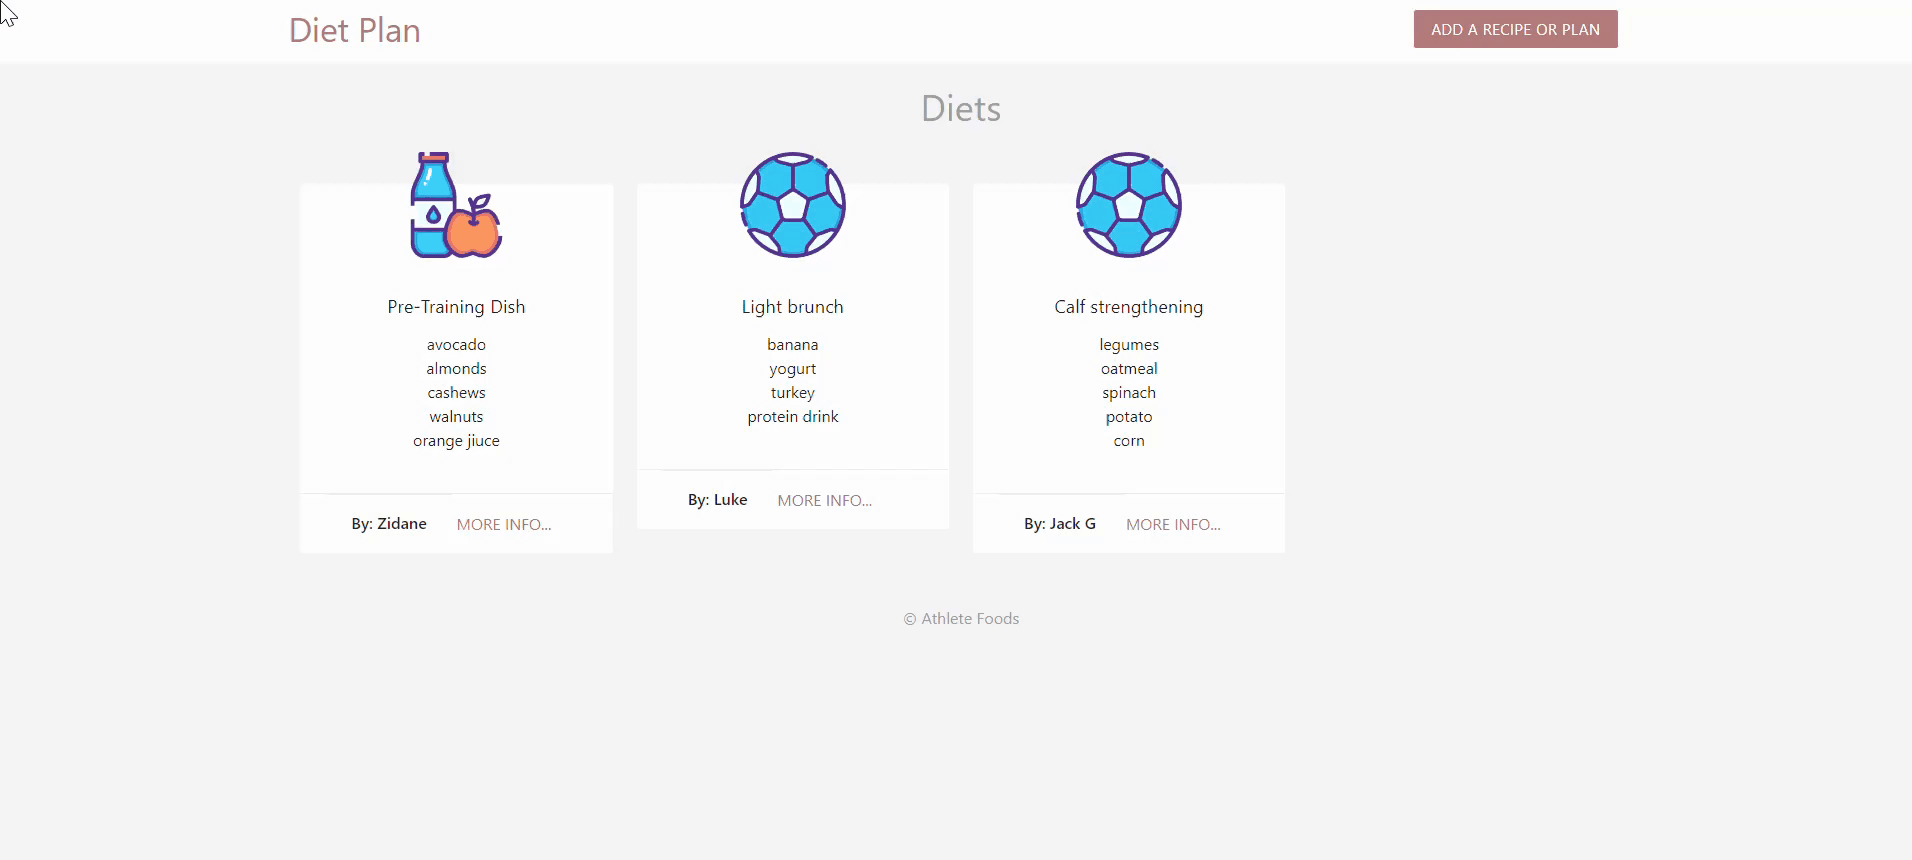 Diet Plan
ADD A RECIPE OR PLAN
Diets
Pre-Training Dish
avocado
almonds
cashews
walnuts
orange jiuce
By: Zidane
MORE INFO...
Light brunch
banana
yogurt
turkey
protein drink
By: Luke
MORE INFO...
Calf strengthening
legumes
oatmeal
spinach
potato
corn
By: Jack G
MORE INFO...
© Athlete Foods